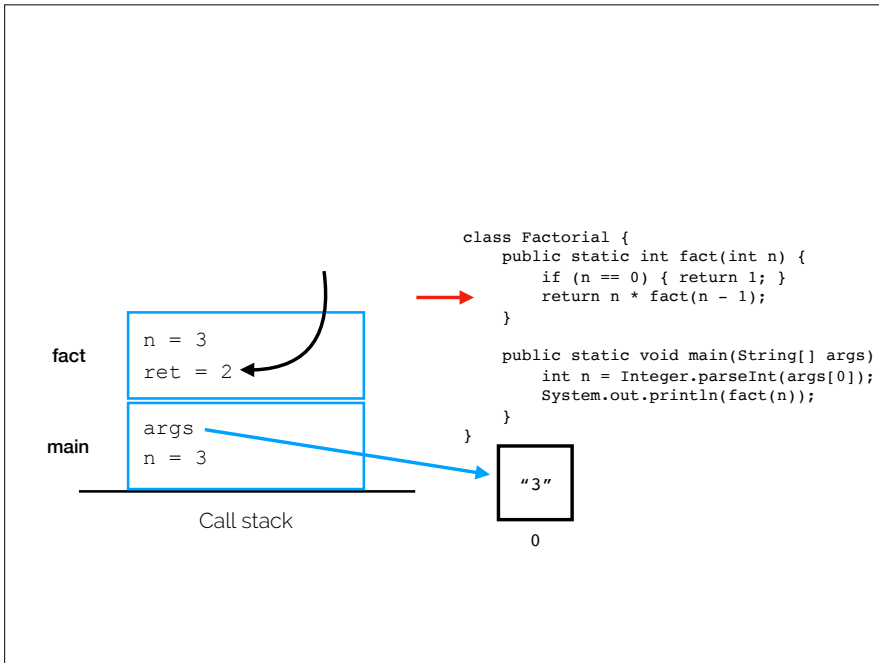 class Factorial {
public static int fact(int n) {
if (n == 0) { return 1; }
return n * fact(n - 1);
}
public static void main(String[] args)
int n = Integer.parseInt(args[0]);
System.out.println(fact(n));
}
}
fact
n = 3
ret = 2
main
args
n = 3
Call stack
“3”
0